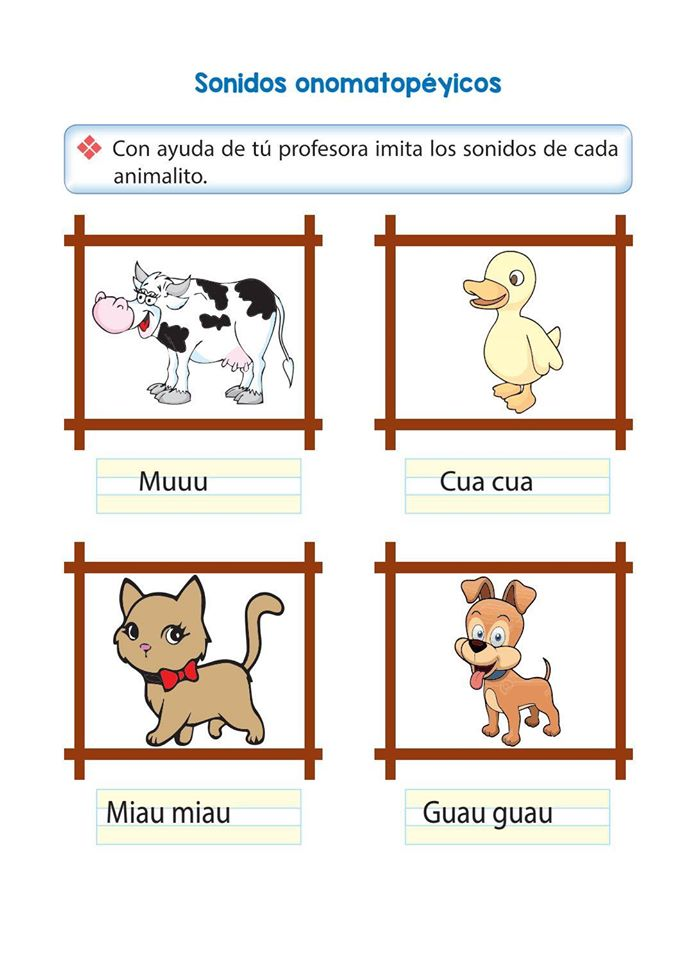 Sonidos onomatopéyicos
Con ayuda de tú profesora imita los sonidos de cada
animalito.
Muuu
Cua cua
Miau miau
Guau guau